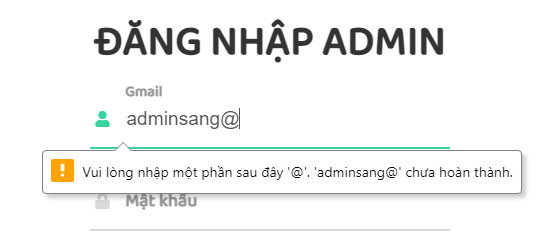 ĐĂNG NHẬP ADMIN
Gmail
adminsang@
Vui lòng nhập một phần sau đây '@'. 'adminsang@' chưa hoàn thành.
Mật khẩu